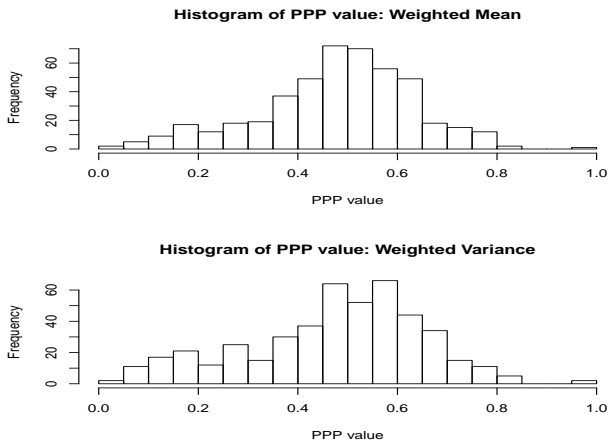 Histogram of PPP value: Weighted Mean
Frequency
60
20
0
0.0 0.2 0.4 0.6 0.8 1.0
PPP value
Histogram of PPP value: Weighted Variance
Frequency
60
40
20
0
0.0 0.2 0.4 0.6 0.8 1.0
PPP value